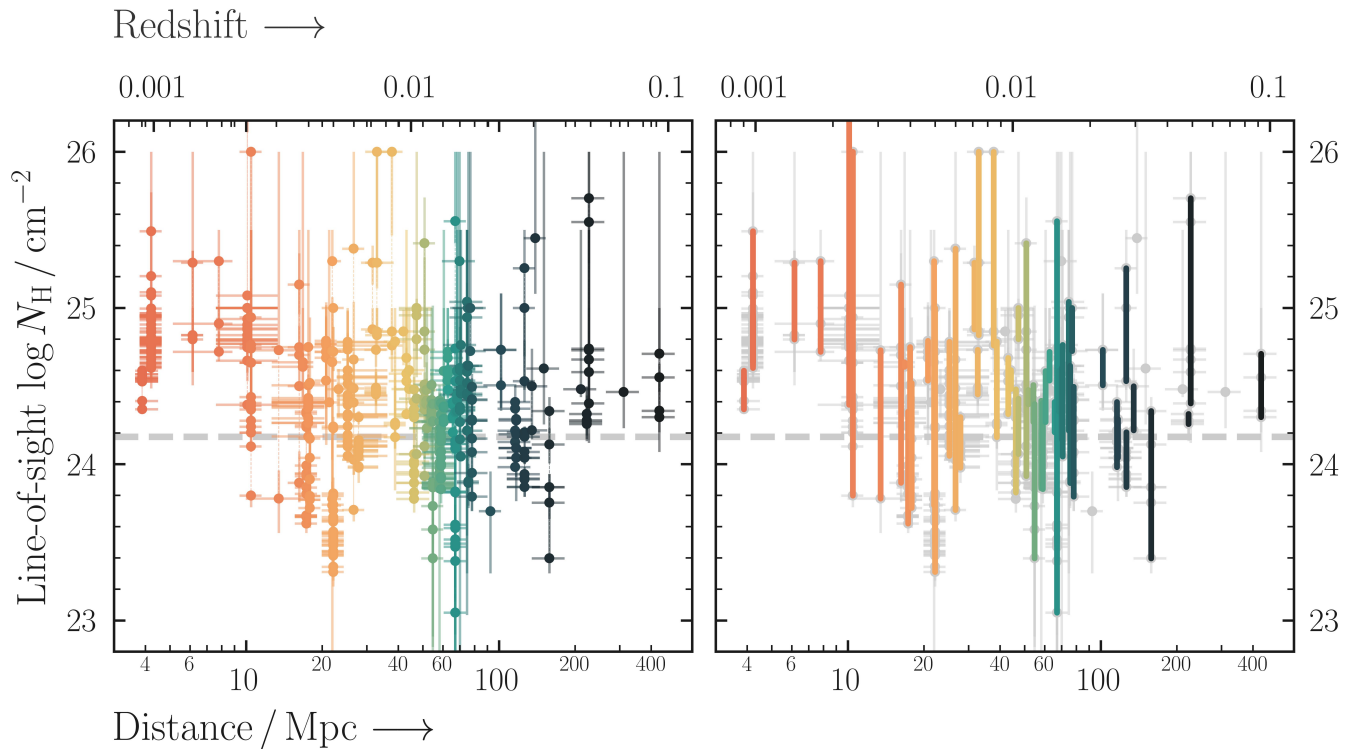 Redshift ⟶
0.001 0.01 0.1 0.001 0.01 0.1
Line-of-sight log N_H / cm⁻²
26 26
25 25
24 24
23 23
4 6 20 40 60 200 400 4 6 20 40 60 200 400
10 100 10 100
Distance / Mpc ⟶